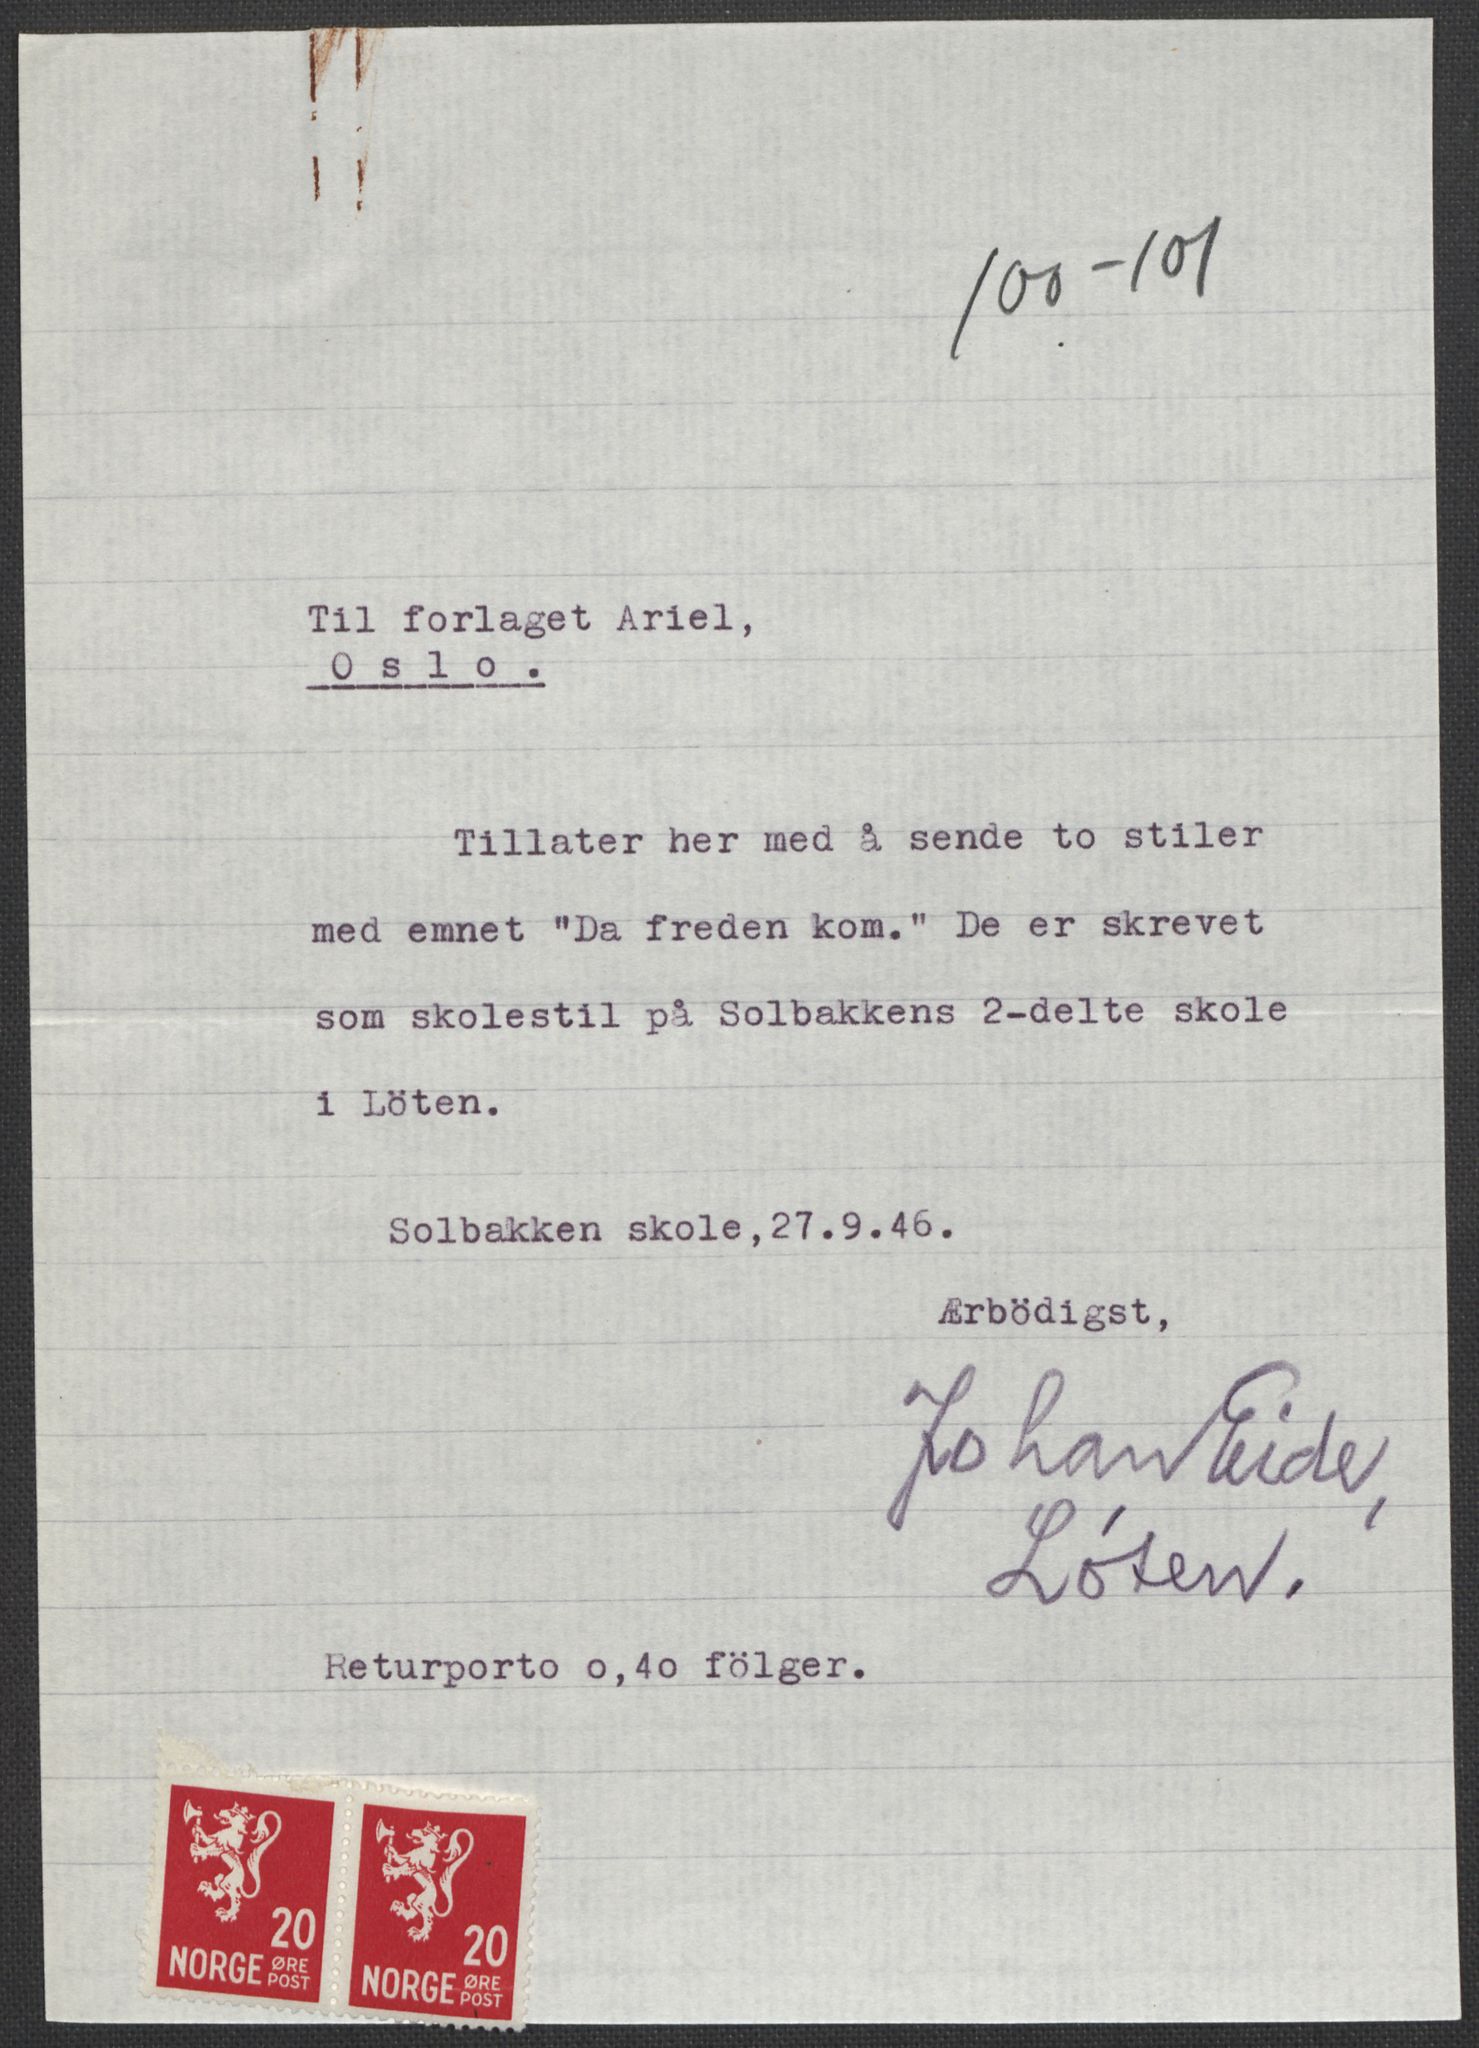 100-101
Til forlaget Ariel,
O s l o .
Tillater her med å sende to stiler
med emnet "Da freden kom." De er skrevet
som skolestil på Solbakkens 2-delte skole
i Löten.
Solbakken skole,27.9.46.
Ærbödigst,
Johan Eide,
Löten.
Returporto o,4o fölger.
20
NORGE ØRE POST
20
NORGE ØRE POST